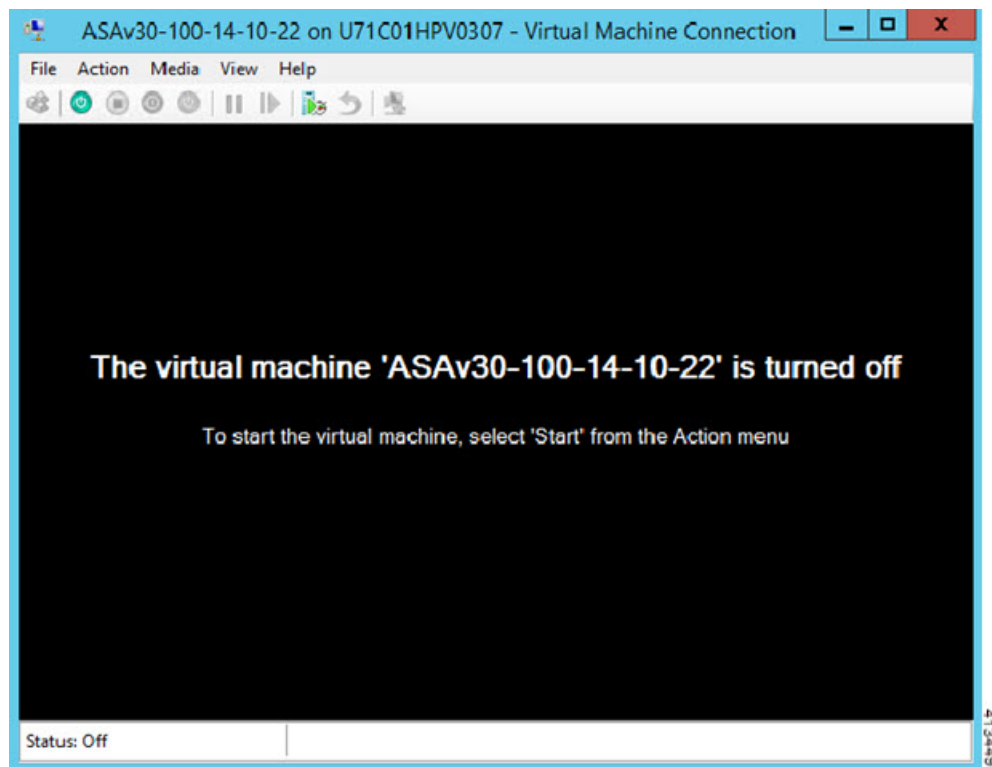 ASAv30-100-14-10-22 on U71C01HPV0307 - Virtual Machine Connection
File Action Media View Help
The virtual machine 'ASAv30-100-14-10-22' is turned off
To start the virtual machine, select 'Start' from the Action menu
Status: Off
413449